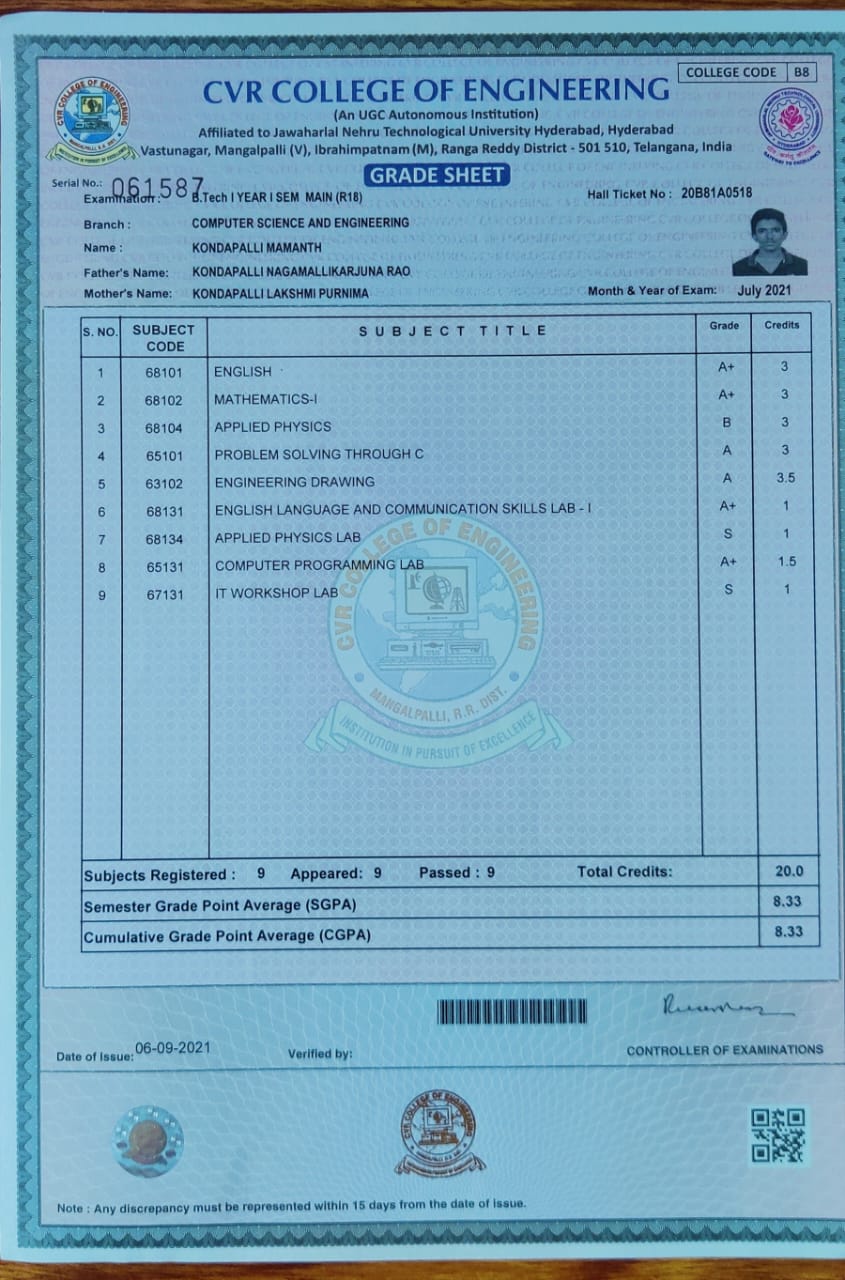 COLLEGE CODE B8
CVR COLLEGE OF ENGINEERING
(An UGC Autonomous Institution)
Affiliated to Jawaharlal Nehru Technological University Hyderabad, Hyderabad
Vastunagar, Mangalpalli (V), Ibrahimpatnam (M), Ranga Reddy District - 501 510, Telangana, India
GRADE SHEET
Serial No.: 061587
Examination : B.Tech I YEAR I SEM MAIN (R18) Hall Ticket No : 20B81A0518
Branch : COMPUTER SCIENCE AND ENGINEERING
Name : KONDAPALLI MAMANTH
Father's Name: KONDAPALLI NAGAMALLIKARJUNA RAO
Mother's Name: KONDAPALLI LAKSHMI PURNIMA Month & Year of Exam: July 2021
S. NO. SUBJECT CODE SUBJECT TITLE Grade Credits
1 68101 ENGLISH A+ 3
2 68102 MATHEMATICS-I A+ 3
3 68104 APPLIED PHYSICS B 3
4 65101 PROBLEM SOLVING THROUGH C A 3
5 63102 ENGINEERING DRAWING A 3.5
6 68131 ENGLISH LANGUAGE AND COMMUNICATION SKILLS LAB - I A+ 1
7 68134 APPLIED PHYSICS LAB S 1
8 65131 COMPUTER PROGRAMMING LAB A+ 1.5
9 67131 IT WORKSHOP LAB S 1
CVR COLLEGE OF ENGINEERING
MANGALPALLI, R.R. DIST.
INSTITUTION IN PURSUIT OF EXCELLENCE
Subjects Registered : 9 Appeared: 9 Passed : 9 Total Credits: 20.0
Semester Grade Point Average (SGPA) 8.33
Cumulative Grade Point Average (CGPA) 8.33
Date of Issue: 06-09-2021 Verified by: CONTROLLER OF EXAMINATIONS
CVR COLLEGE OF ENGINEERING
Note : Any discrepancy must be represented within 15 days from the date of issue.